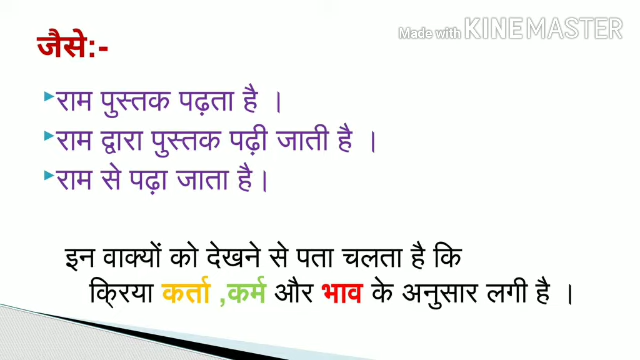 Made with KINEMASTER
जैसे:-
राम पुस्तक पढ़ता है ।
राम द्वारा पुस्तक पढ़ी जाती है ।
राम से पढ़ा जाता है।
इन वाक्यों को देखने से पता चलता है कि
क्रिया कर्ता ,कर्म और भाव के अनुसार लगी है ।